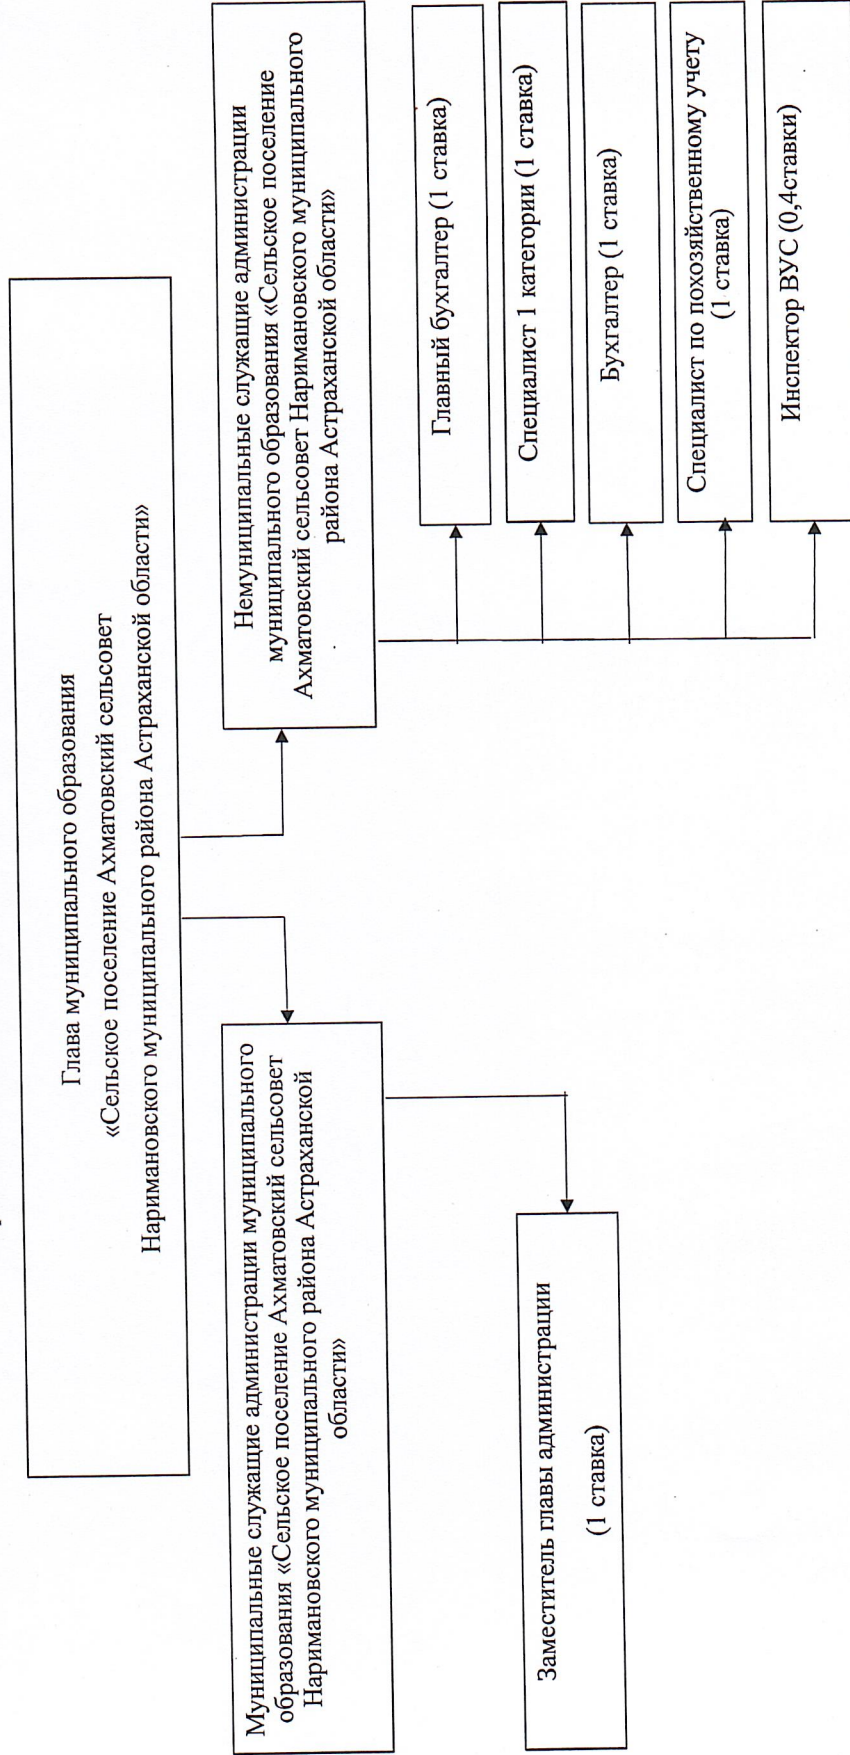 Глава муниципального образования
«Сельское поселение Ахматовский сельсовет
Наримановского муниципального района Астраханской области»
Муниципальные служащие администрации муниципального
образования «Сельское поселение Ахматовский сельсовет
Наримановского муниципального района Астраханской
области»
Заместитель главы администрации
(1 ставка)
Немуниципальные служащие администрации
муниципального образования «Сельское поселение
Ахматовский сельсовет Наримановского муниципального
района Астраханской области»
Главный бухгалтер (1 ставка)
Специалист 1 категории (1 ставка)
Бухгалтер (1 ставка)
Специалист по похозяйственному учету
(1 ставка)
Инспектор ВУС (0,4ставки)